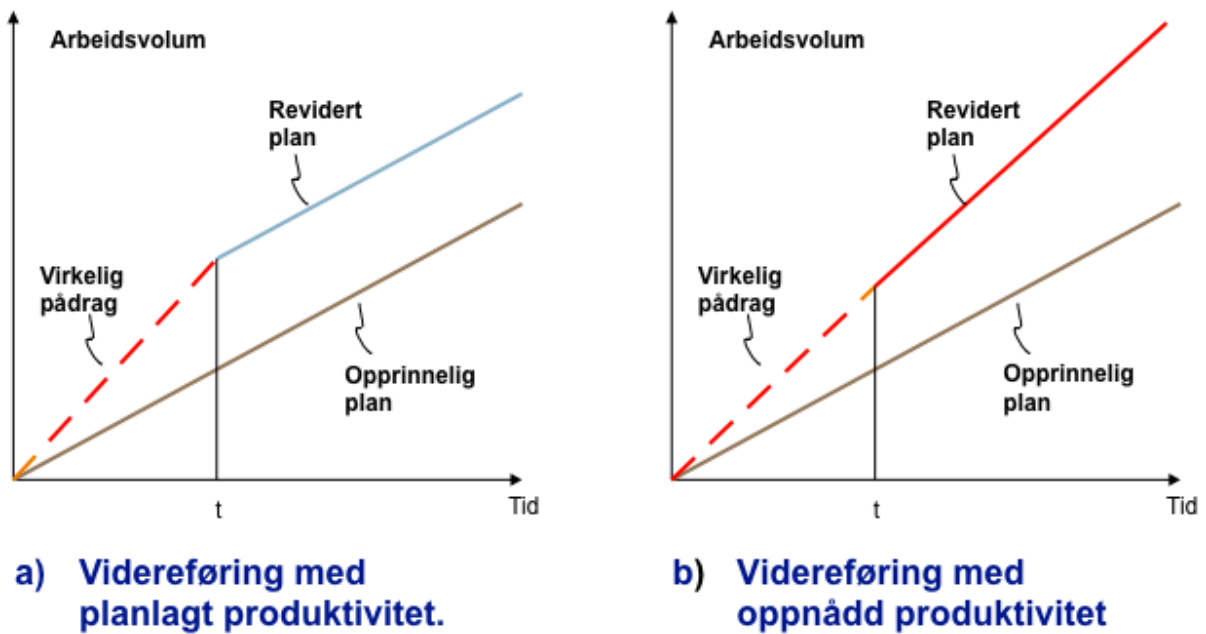 Arbeidsvolum
Revidert
plan
Virkelig
pådrag
Opprinnelig
plan
t
Tid
a) Videreføring med
planlagt produktivitet.
Arbeidsvolum
Revidert
plan
Virkelig
pådrag
Opprinnelig
plan
t
Tid
b) Videreføring med
oppnådd produktivitet